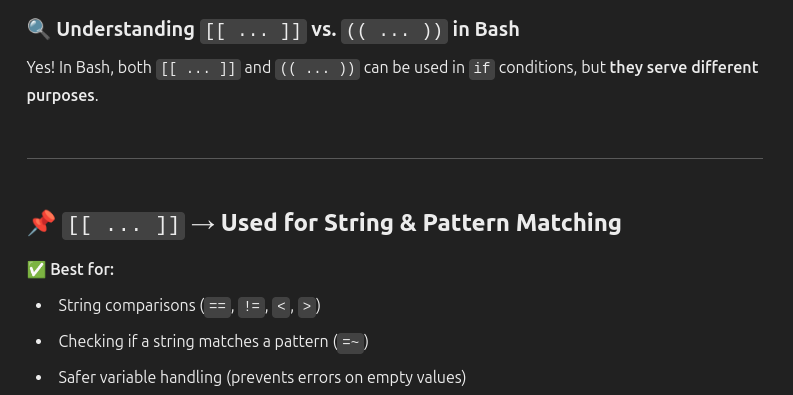 🔍 Understanding [[ ... ]] vs. (( ... )) in Bash
Yes! In Bash, both [[ ... ]] and (( ... )) can be used in if conditions, but they serve different
purposes.
📌 [[ ... ]] → Used for String & Pattern Matching
✅ Best for:
• String comparisons (==, !=, <, >)
• Checking if a string matches a pattern (=~)
• Safer variable handling (prevents errors on empty values)